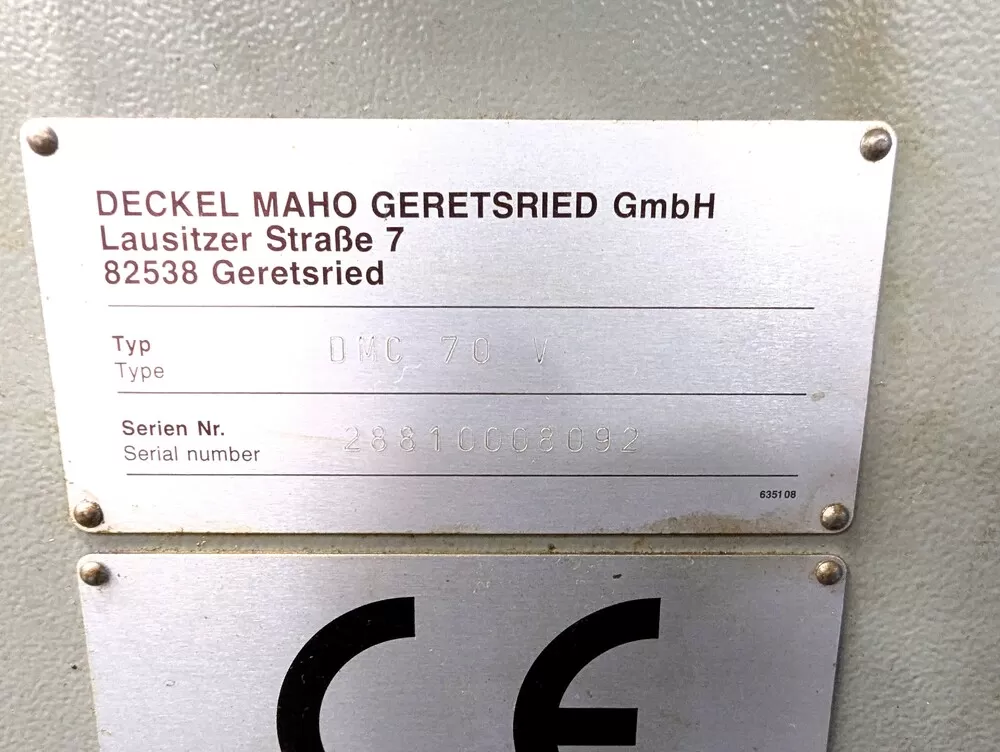 DECKEL MAHO GERETSRIED GmbH
Lausitzer Straße 7
82538 Geretsried
Typ
Type
DMC 70 V
Serien Nr.
Serial number
28810008092
635108
CE